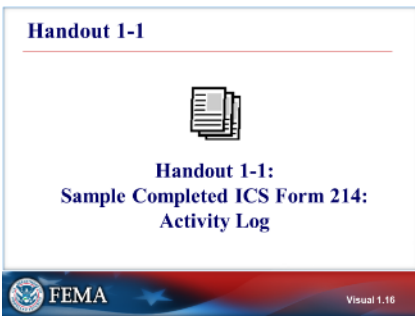 Handout 1-1
Handout 1-1:
Sample Completed ICS Form 214:
Activity Log
FEMA
Visual 1.16